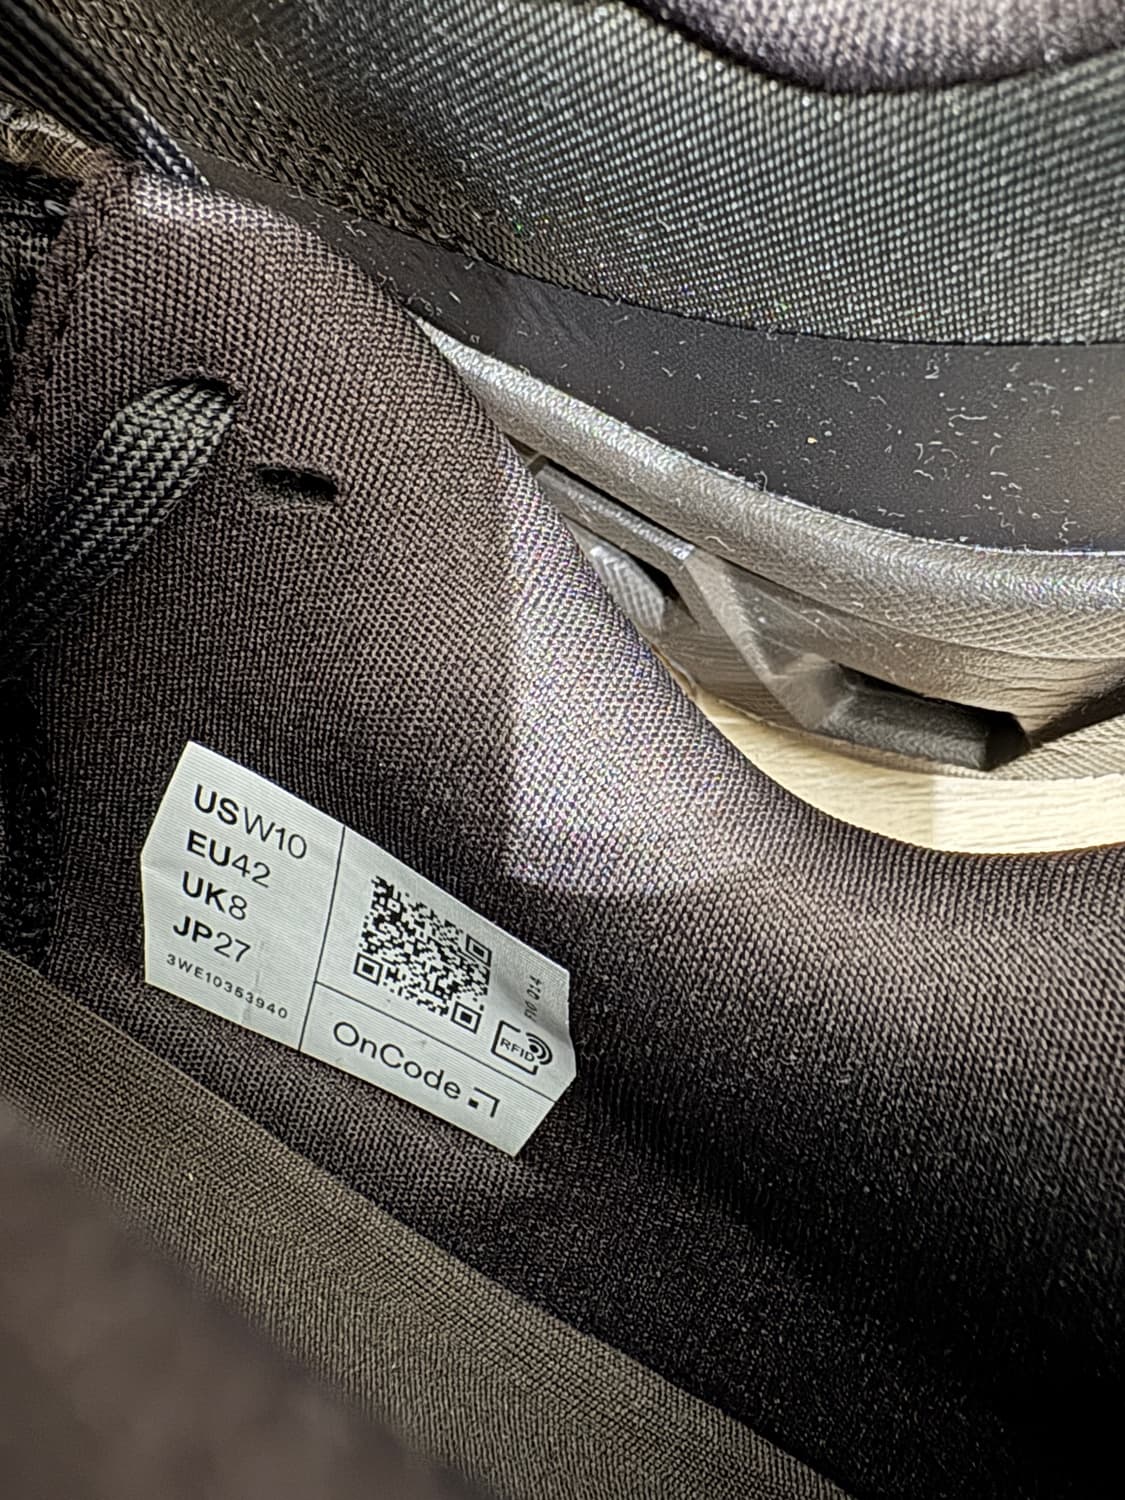 USW10
EU42
UK8
JP27
3WE10353940
RFID
OnCode